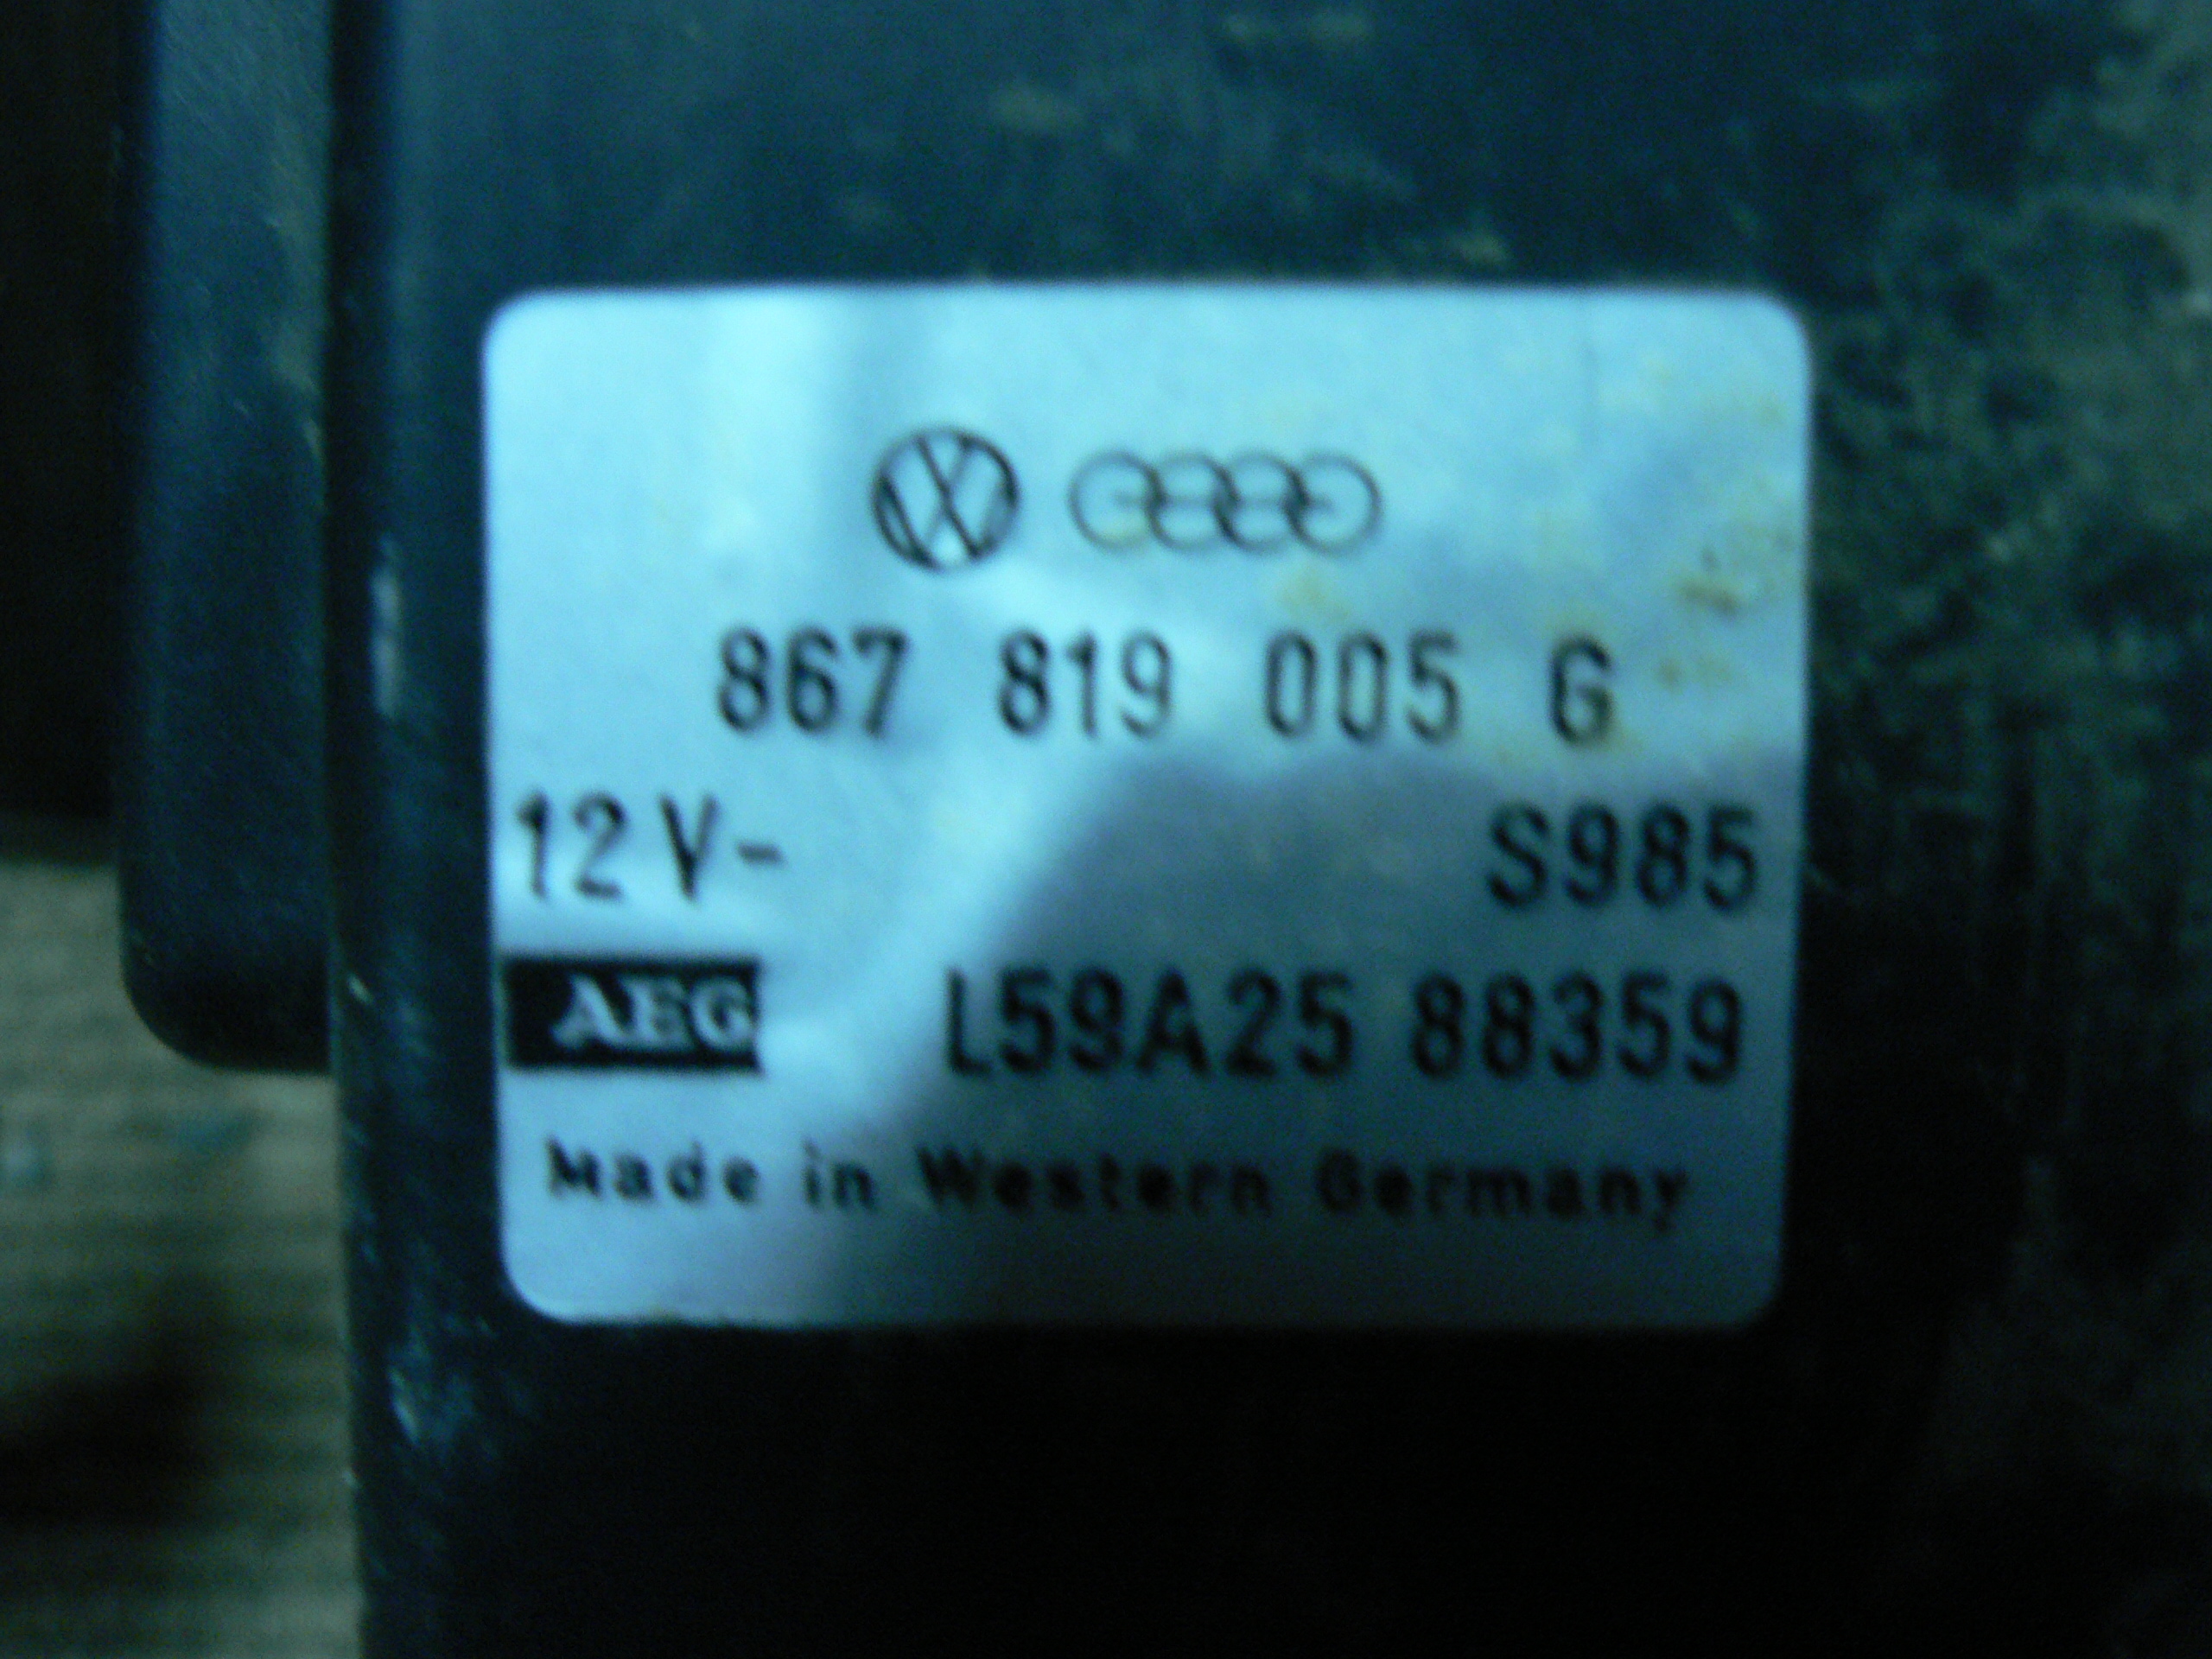 867 819 005 G
12 V- S985
AEG L59A25 88359
Made in Western Germany